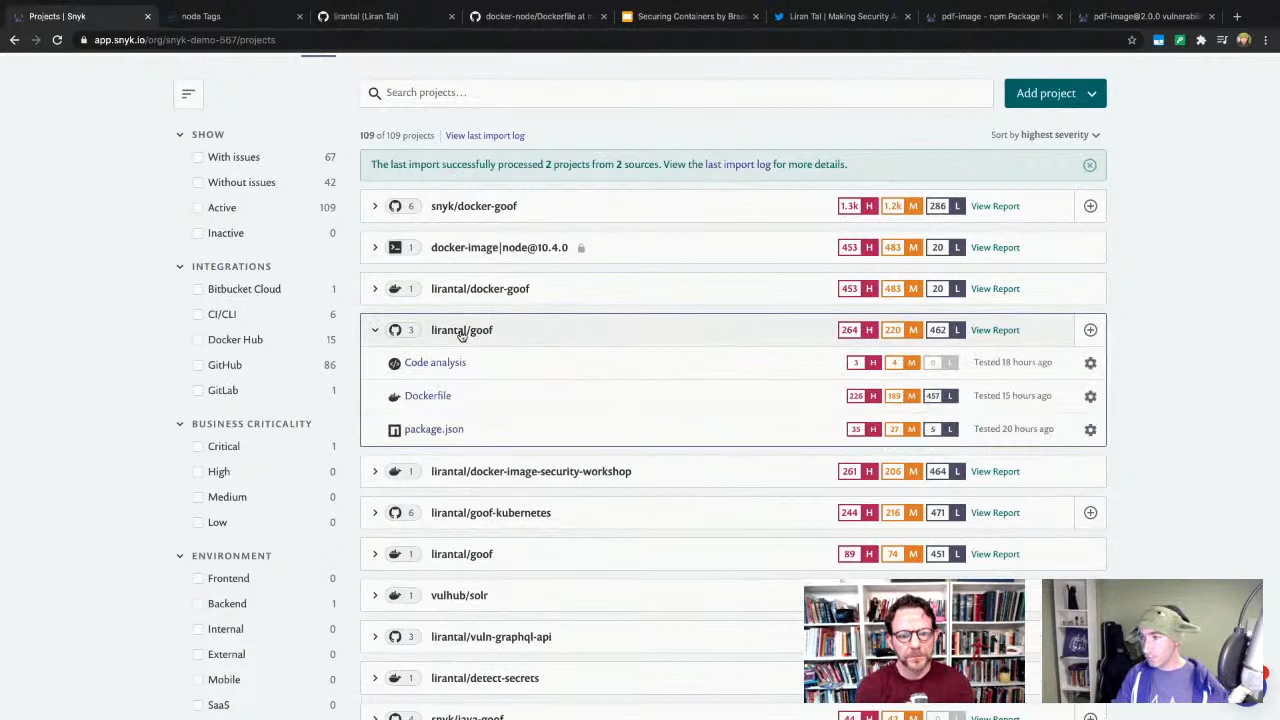 Projects | Snyk
node Tags
lirantal (Liran Tal)
docker-node/Dockerfile at m
Securing Containers by Brea
Liran Tal | Making Security A
pdf-image - npm Package H
pdf-image@2.0.0 vulnerabili
app.snyk.io/org/snyk-demo-567/projects
Search projects…
Add project
109 of 109 projects | View last import log
Sort by highest severity
The last import successfully processed 2 projects from 2 sources. View the last import log for more details.
SHOW
With issues 67
Without issues 42
Active 109
Inactive 0
INTEGRATIONS
Bitbucket Cloud 1
CI/CLI 6
Docker Hub 15
GitHub 86
GitLab 1
BUSINESS CRITICALITY
Critical 1
High 0
Medium 0
Low 0
ENVIRONMENT
Frontend 0
Backend 1
Internal 0
External 0
Mobile 0
SaaS 0
6 snyk/docker-goof 1.3k H 1.2k M 286 L View Report
1 docker-image|node@10.4.0 453 H 483 M 20 L View Report
1 lirantal/docker-goof 453 H 483 M 20 L View Report
3 lirantal/goof 264 H 220 M 462 L View Report
Code analysis 3 H 4 M 0 L Tested 18 hours ago
Dockerfile 226 H 189 M 457 L Tested 15 hours ago
package.json 35 H 27 M 5 L Tested 20 hours ago
1 lirantal/docker-image-security-workshop 261 H 206 M 464 L View Report
6 lirantal/goof-kubernetes 244 H 216 M 471 L View Report
1 lirantal/goof 89 H 74 M 451 L View Report
1 vulhub/solr
3 lirantal/vuln-graphql-api
1 lirantal/detect-secrets
snyk/java-goof